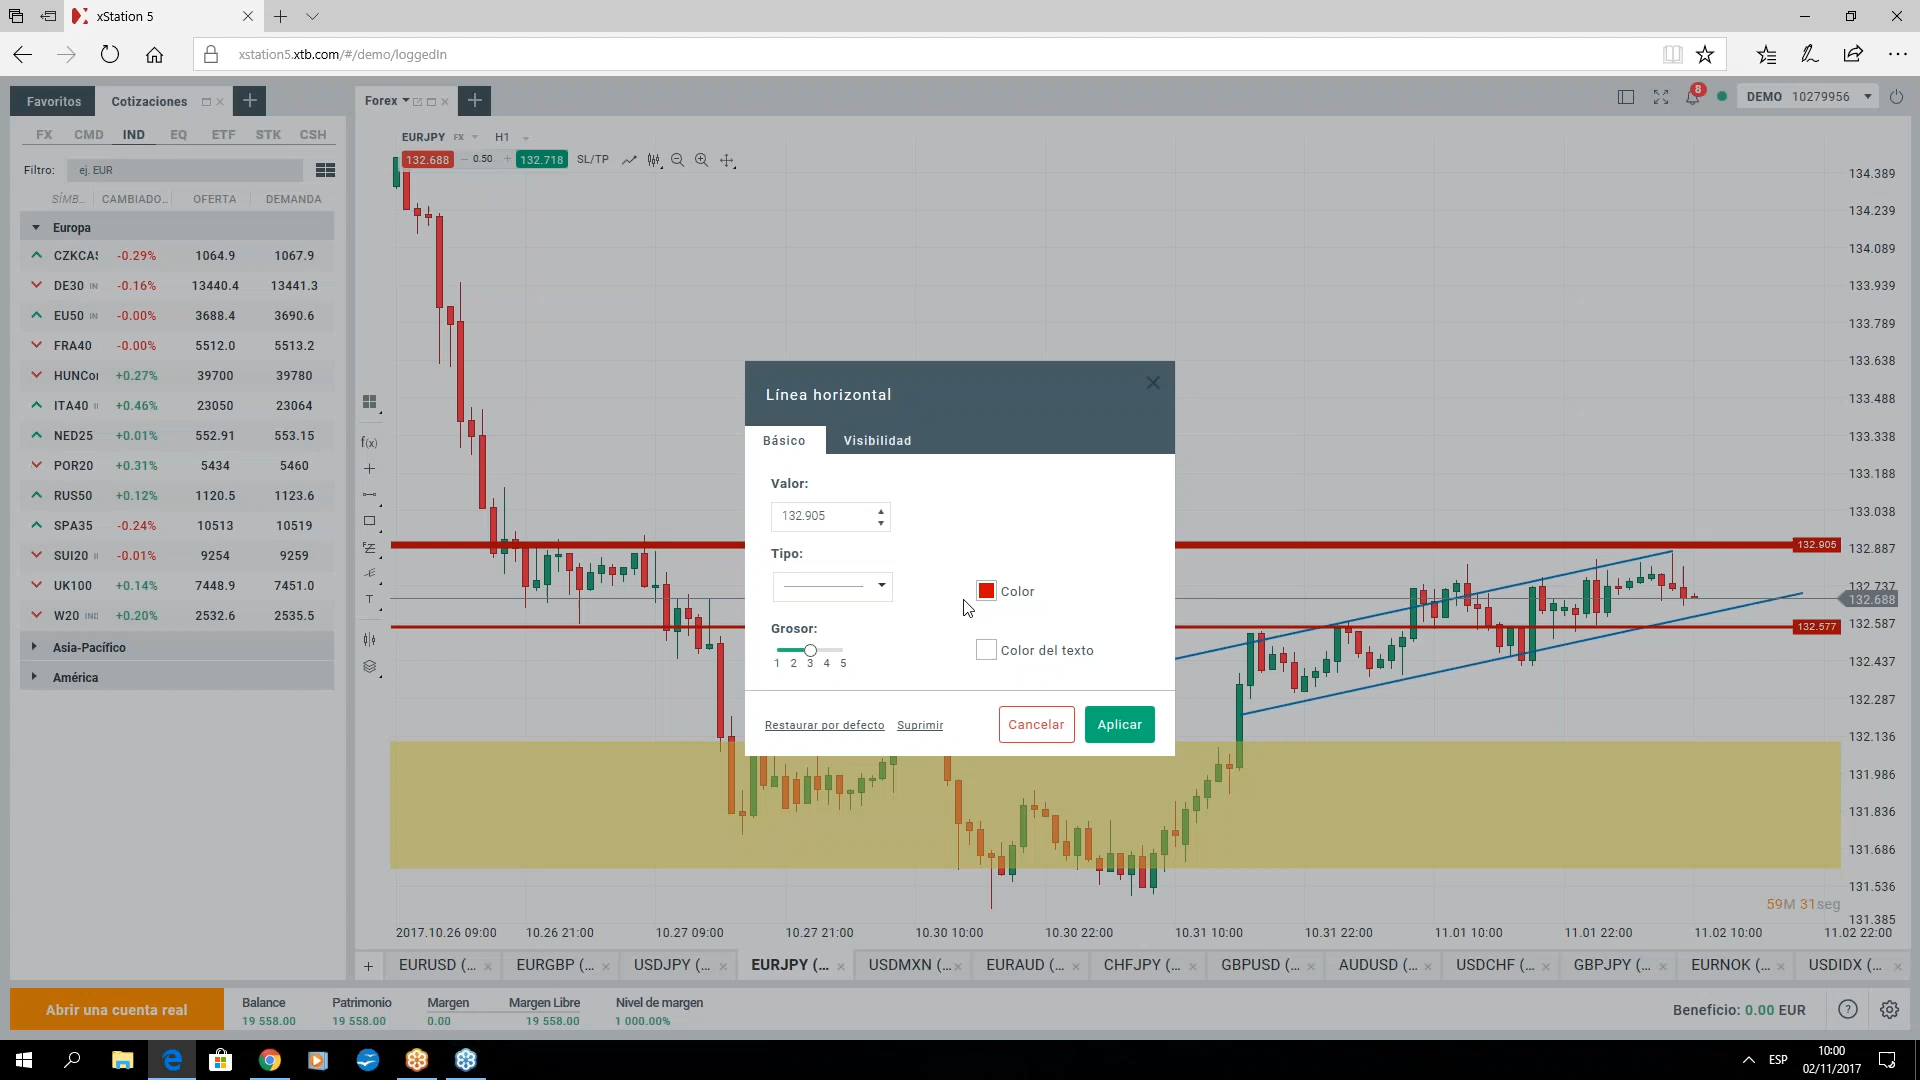 xStation 5
xstation5.xtb.com/#/demo/loggedIn
Favoritos Cotizaciones
Forex
8
DEMO 10279956
FX CMD IND EQ ETF STK CSH
Filtro: ej. EUR
SÍMB... CAMBIADO... OFERTA DEMANDA
Europa
CZKCAS -0.29% 1064.9 1067.9
DE30 IN -0.16% 13440.4 13441.3
EU50 IN -0.00% 3688.4 3690.6
FRA40 -0.00% 5512.0 5513.2
HUNCo +0.27% 39700 39780
ITA40 +0.46% 23050 23064
NED25 +0.01% 552.91 553.15
POR20 +0.31% 5434 5460
RUS50 +0.12% 1120.5 1123.6
SPA35 -0.24% 10513 10519
SUI20 -0.01% 9254 9259
UK100 +0.14% 7448.9 7451.0
W20 IND +0.20% 2532.6 2535.5
Asia-Pacífico
América
EURJPY FX H1
132.688 – 0.50 + 132.718 SL/TP
f(x)
T
Línea horizontal
Básico Visibilidad
Valor:
132.905
Tipo:
Color
Grosor:
1 2 3 4 5
Color del texto
Restaurar por defecto Suprimir Cancelar Aplicar
134.389
134.239
134.089
133.939
133.789
133.638
133.488
133.338
133.188
133.038
132.905
132.887
132.737
132.688
132.587
132.577
132.437
132.287
132.136
131.986
131.836
131.686
131.536
131.385
59M 31seg
2017.10.26 09:00 10.26 21:00 10.27 09:00 10.27 21:00 10.30 10:00 10.30 22:00 10.31 10:00 10.31 22:00 11.01 10:00 11.01 22:00 11.02 10:00 11.02 22:00
EURUSD (... EURGBP (... USDJPY (... EURJPY (... USDMXN (... EURAUD (... CHFJPY (... GBPUSD (... AUDUSD (... USDCHF (... GBPJPY (... EURNOK (... USDIDX (...
Abrir una cuenta real
Balance Patrimonio Margen Margen Libre Nivel de margen
19 558.00 19 558.00 0.00 19 558.00 1 000.00%
Beneficio: 0.00 EUR
ESP
10:00
02/11/2017